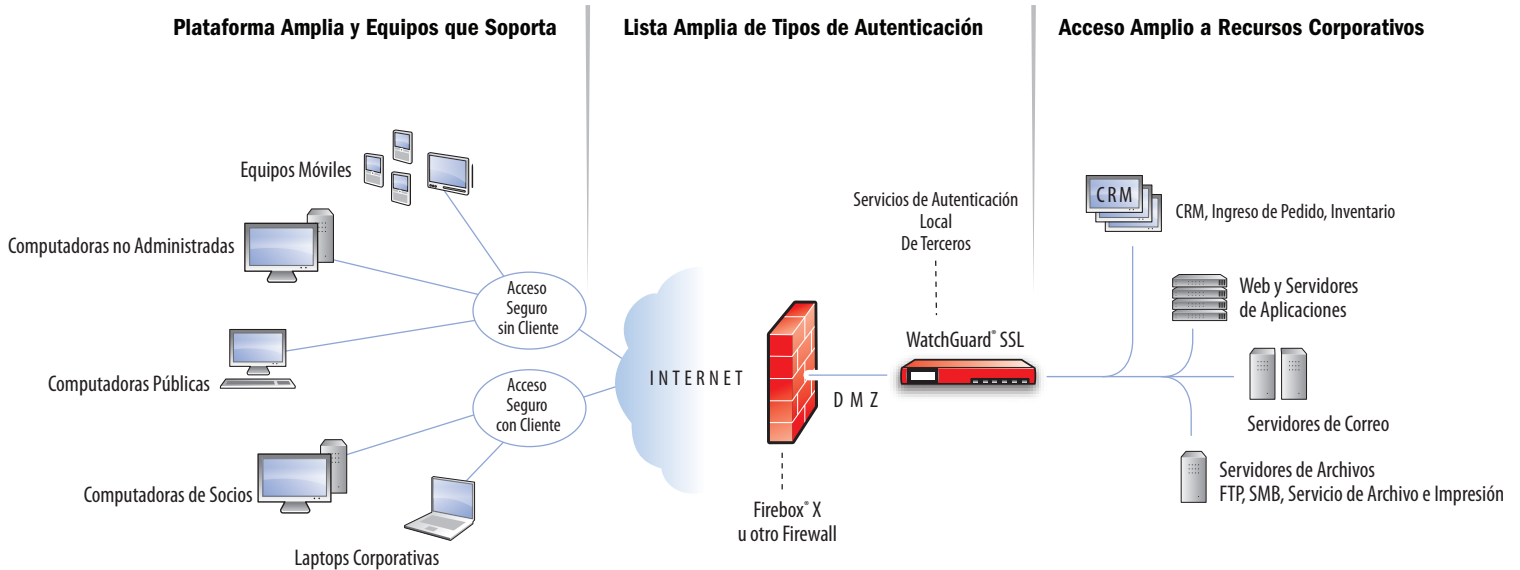 Plataforma Amplia y Equipos que Soporta
Lista Amplia de Tipos de Autenticación
Acceso Amplio a Recursos Corporativos
Equipos Móviles
Computadoras no Administradas
Computadoras Públicas
Computadoras de Socios
Laptops Corporativas
Acceso
Seguro
sin Cliente
Acceso
Seguro
con Cliente
INTERNET
Firebox® X
u otro Firewall
DMZ
Servicios de Autenticación
Local
De Terceros
WatchGuard® SSL
CRM
CRM, Ingreso de Pedido, Inventario
Web y Servidores
de Aplicaciones
Servidores de Correo
Servidores de Archivos
FTP, SMB, Servicio de Archivo e Impresión